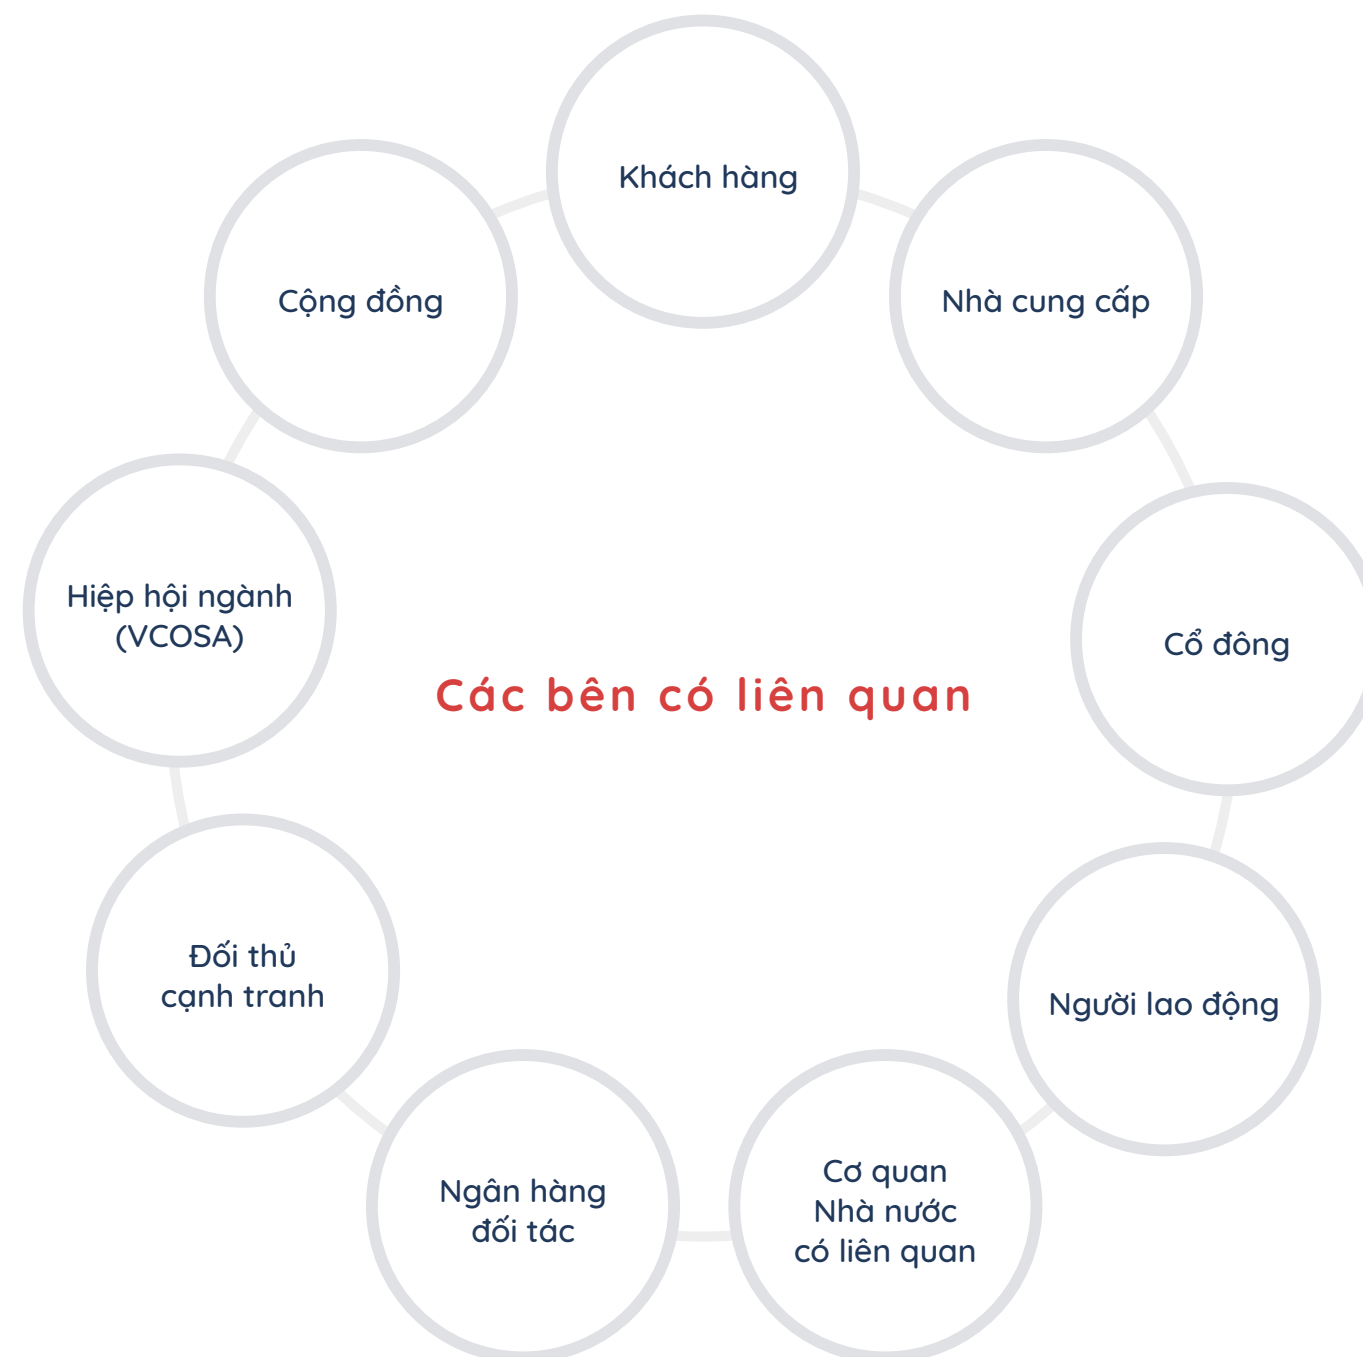 Khách hàng
Cộng đồng
Nhà cung cấp
Hiệp hội ngành
(VCOSA)
Cổ đông
Các bên có liên quan
Đối thủ
cạnh tranh
Người lao động
Ngân hàng
đối tác
Cơ quan
Nhà nước
có liên quan